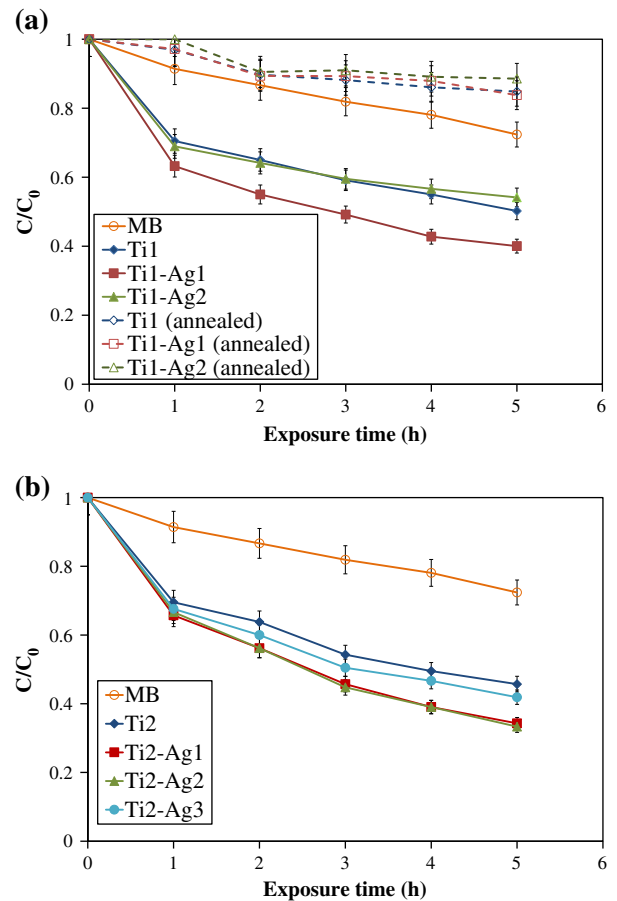 (a)
1
0.8
0.6
0.4
0.2
0
C/C0
MB
Ti1
Ti1-Ag1
Ti1-Ag2
Ti1 (annealed)
Ti1-Ag1 (annealed)
Ti1-Ag2 (annealed)
0 1 2 3 4 5 6
Exposure time (h)
(b)
1
0.8
0.6
0.4
0.2
0
C/C0
MB
Ti2
Ti2-Ag1
Ti2-Ag2
Ti2-Ag3
0 1 2 3 4 5 6
Exposure time (h)